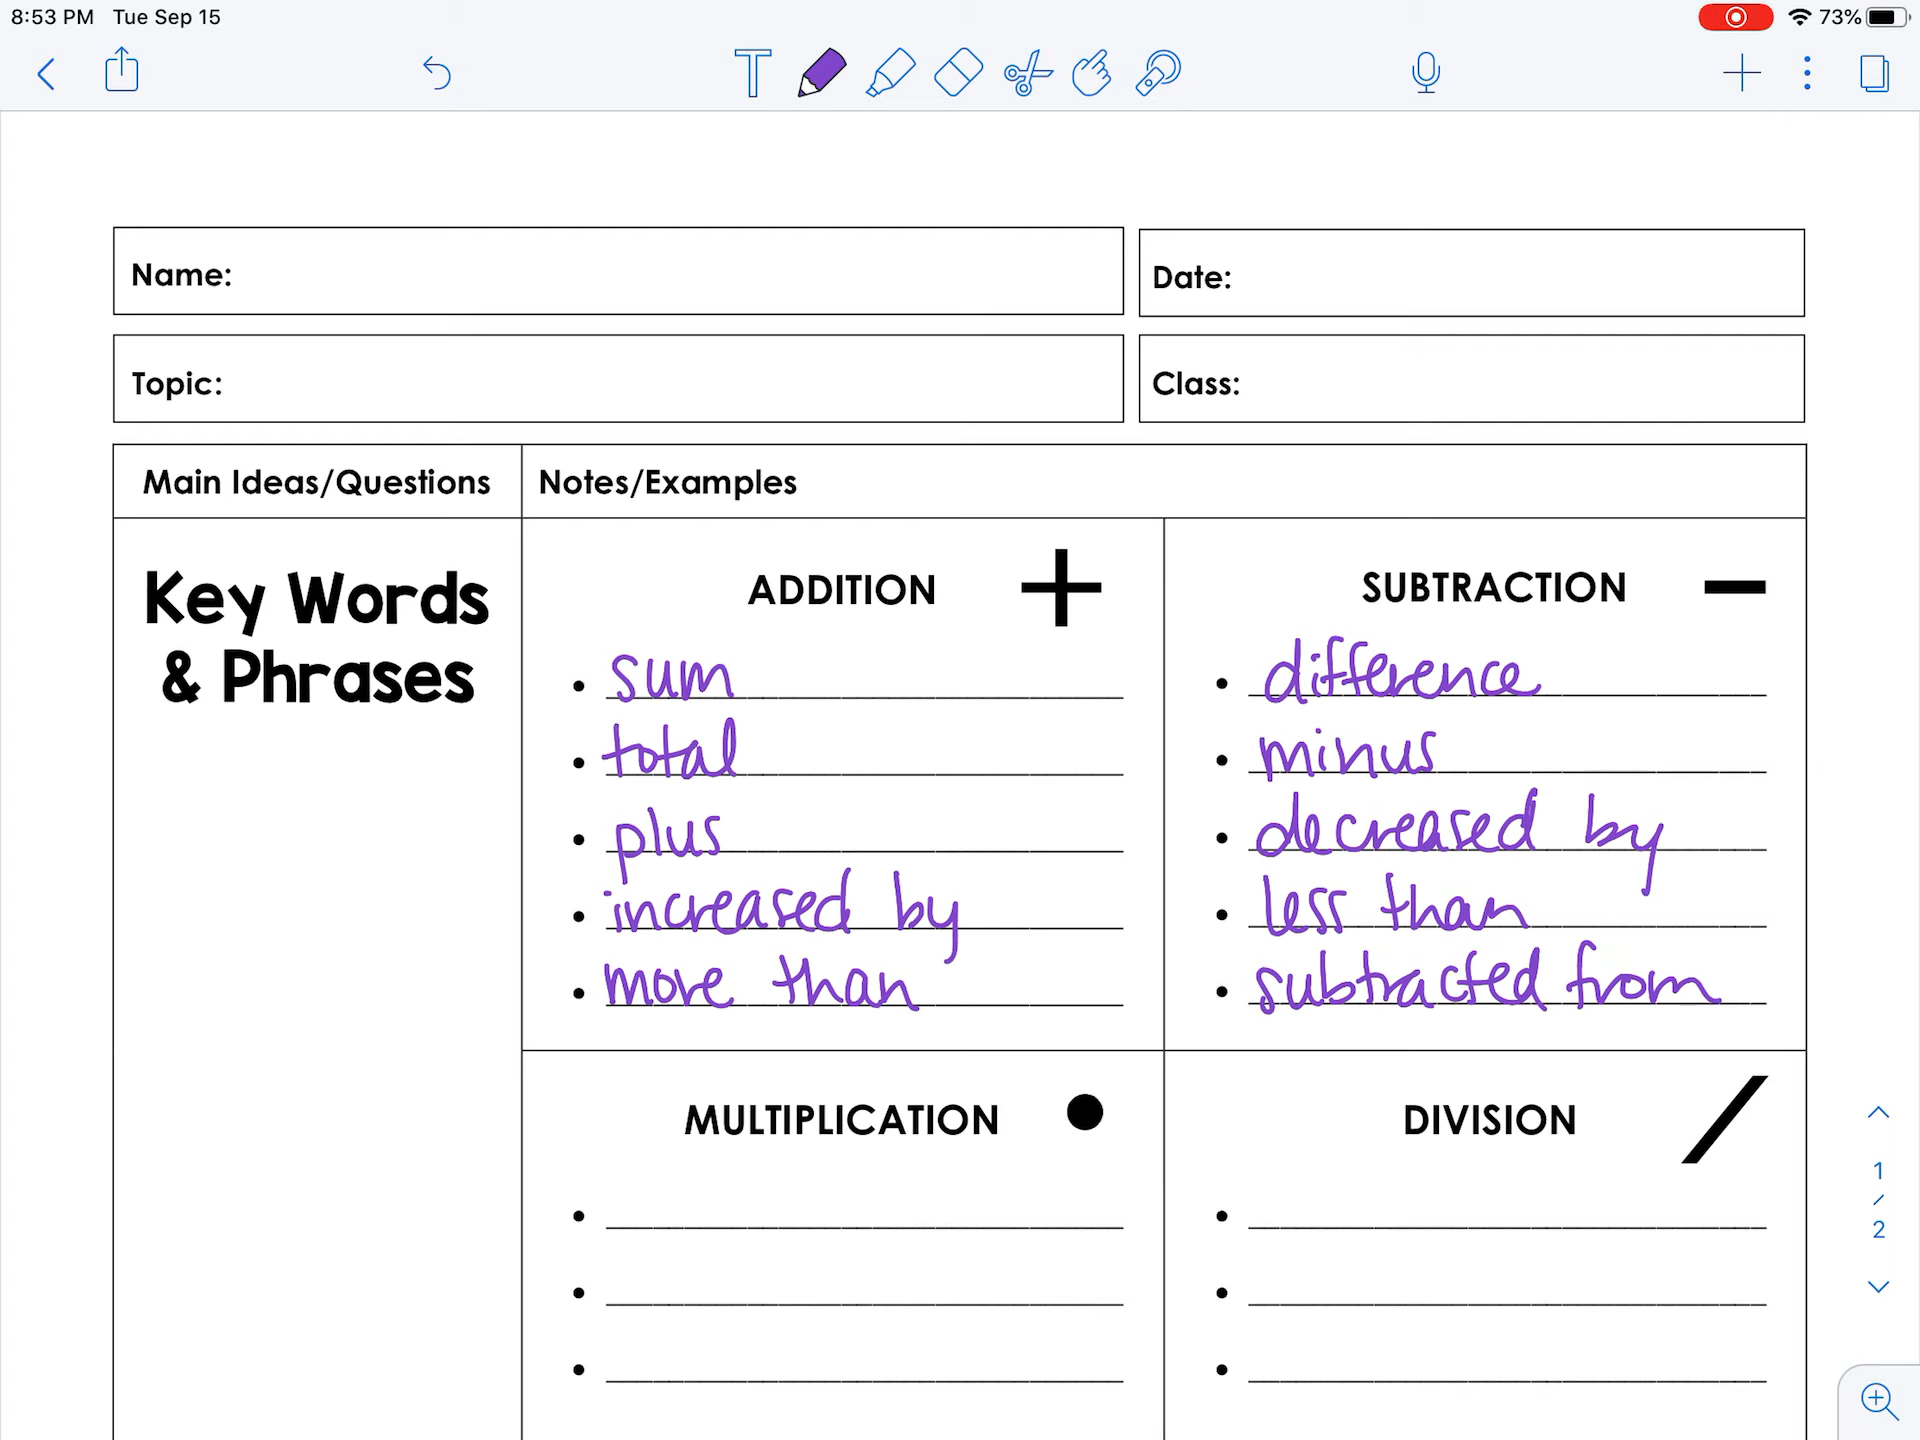 8:53 PM Tue Sep 15
73%
Name:
Date:
Topic:
Class:
Main Ideas/Questions
Notes/Examples
Key Words
& Phrases
ADDITION +
• sum
• total
• plus
• increased by
• more than
SUBTRACTION −
• difference
• minus
• decreased by
• less than
• subtracted from
MULTIPLICATION •
DIVISION /
1
/
2